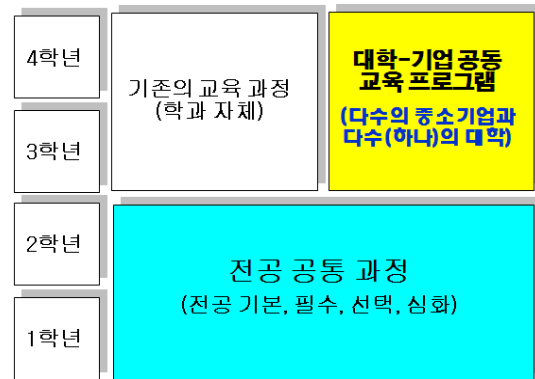 4학년
기존의 교육 과정
(학과 자체)
대학-기업 공동
교육 프로그램
(다수의 중소기업과
다수(하나)의 대학)
3학년
2학년
전공 공통 과정
(전공 기본, 필수, 선택, 심화)
1학년